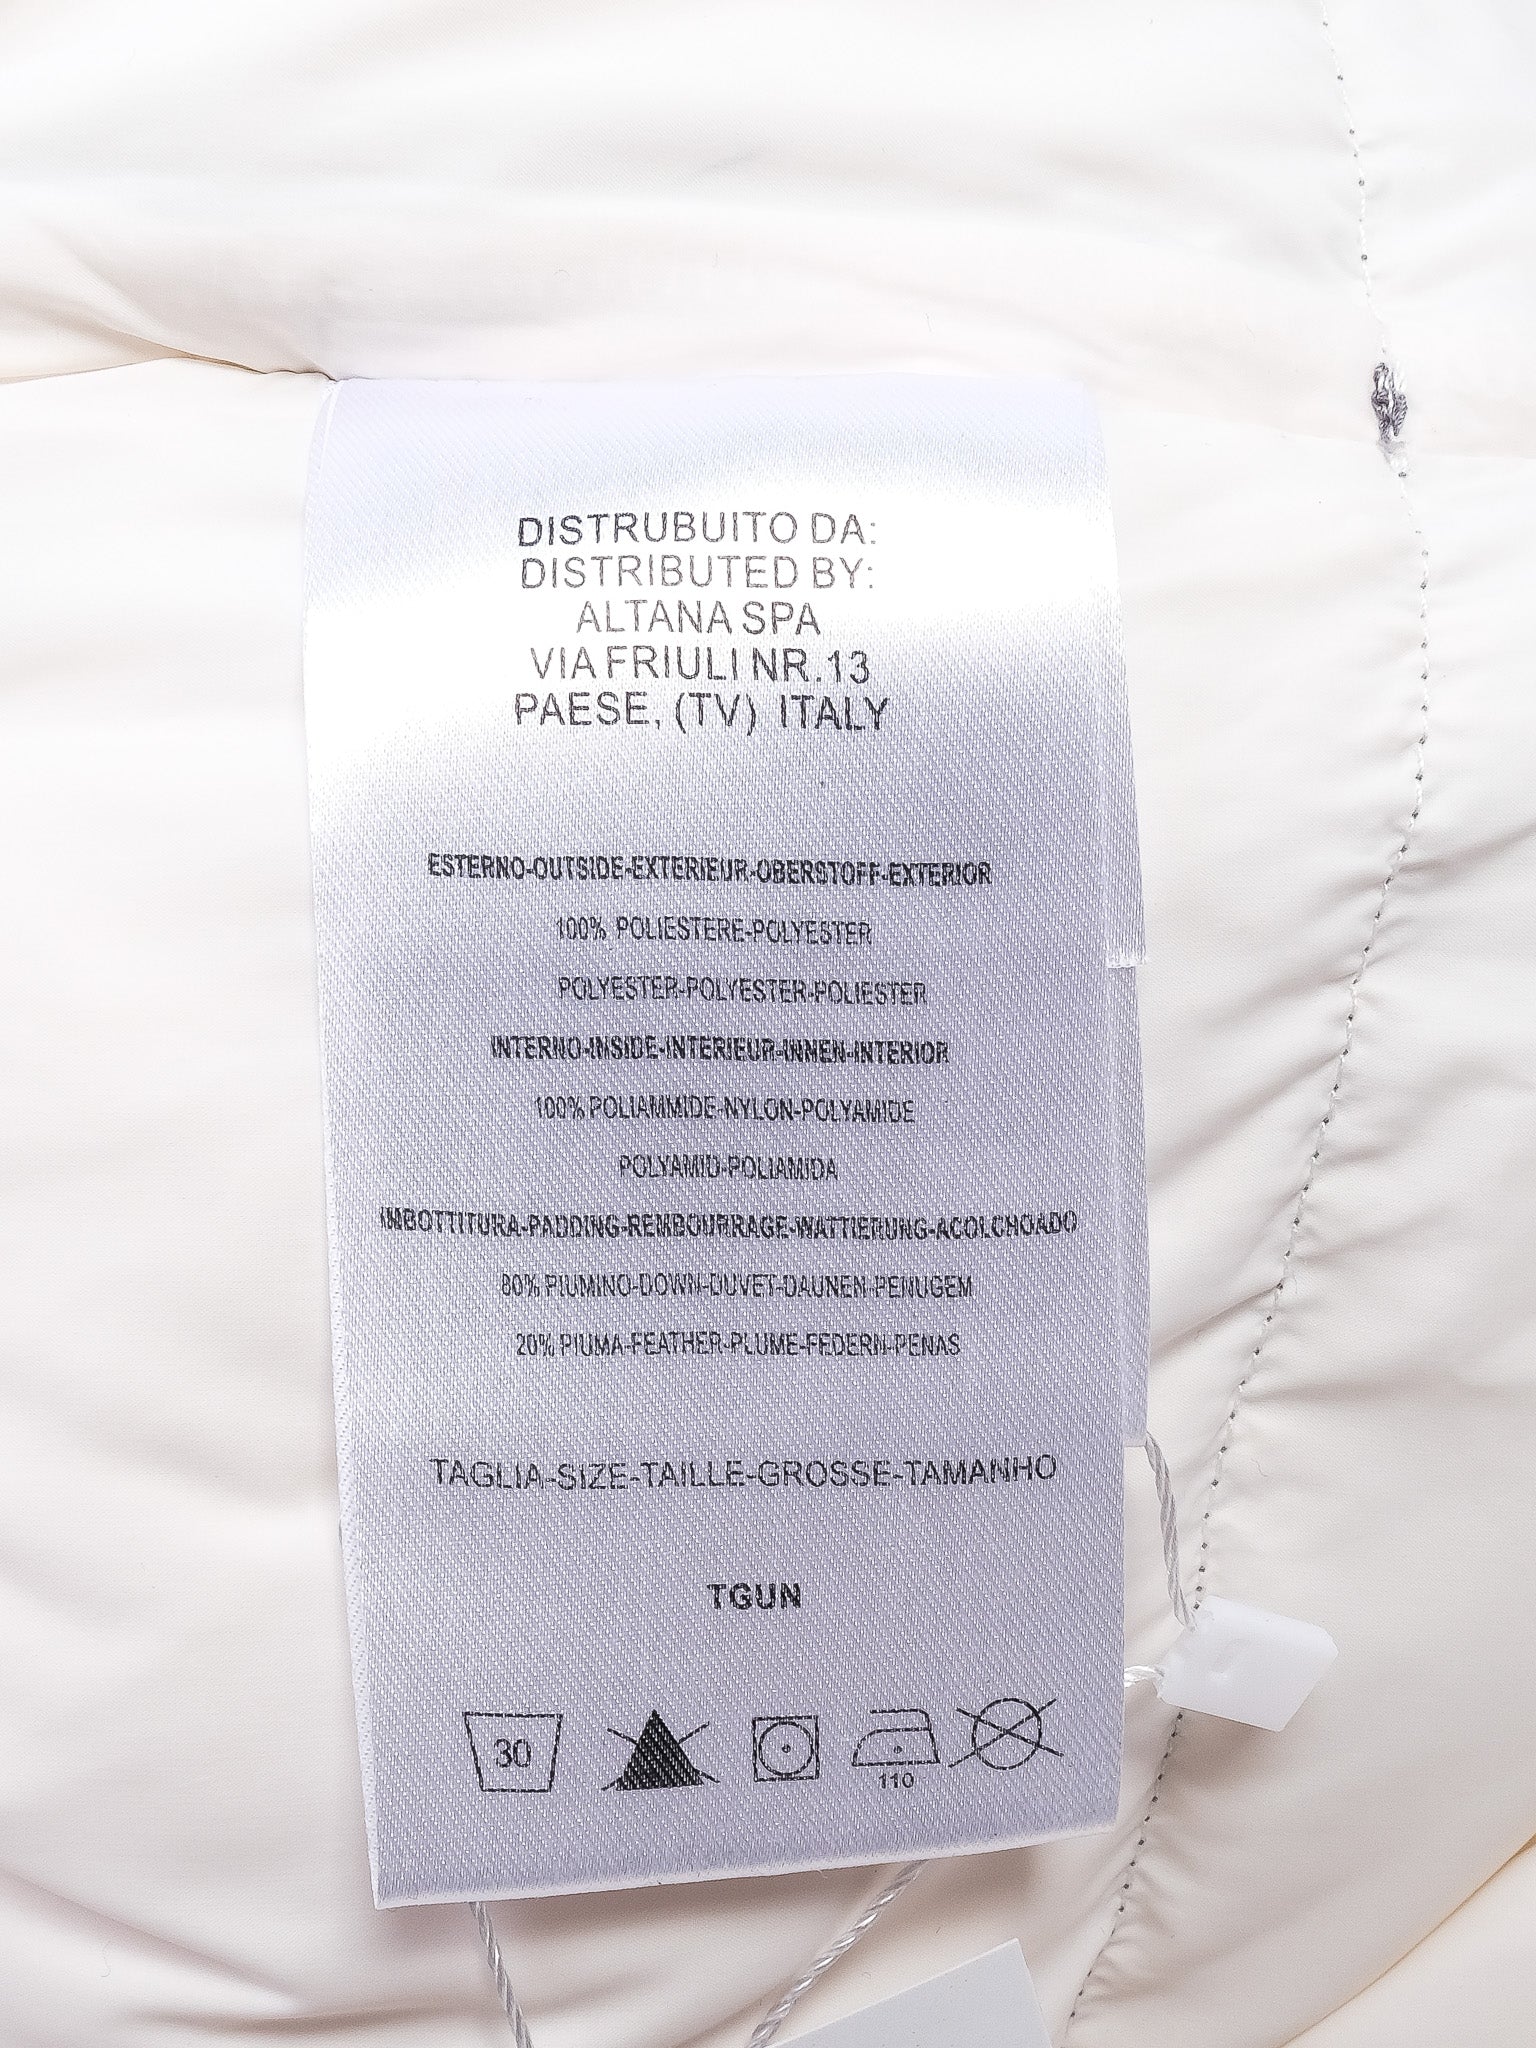 DISTRUBUITO DA:
DISTRIBUTED BY:
ALTANA SPA
VIA FRIULI NR.13
PAESE, (TV) ITALY
ESTERNO-OUTSIDE-EXTERIEUR-OBERSTOFF-EXTERIOR
100% POLIESTERE-POLYESTER
POLYESTER-POLYESTER-POLIESTER
INTERNO-INSIDE-INTERIEUR-INNEN-INTERIOR
100% POLIAMMIDE-NYLON-POLYAMIDE
POLYAMID-POLIAMIDA
IMBOTTITURA-PADDING-REMBOURRAGE-WATTIERUNG-ACOLCHOADO
80% PIUMINO-DOWN-DUVET-DAUNEN-PENUGEM
20% PIUMA-FEATHER-PLUME-FEDERN-PENAS
TAGLIA-SIZE-TAILLE-GROSSE-TAMANHO
TGUN
30
110